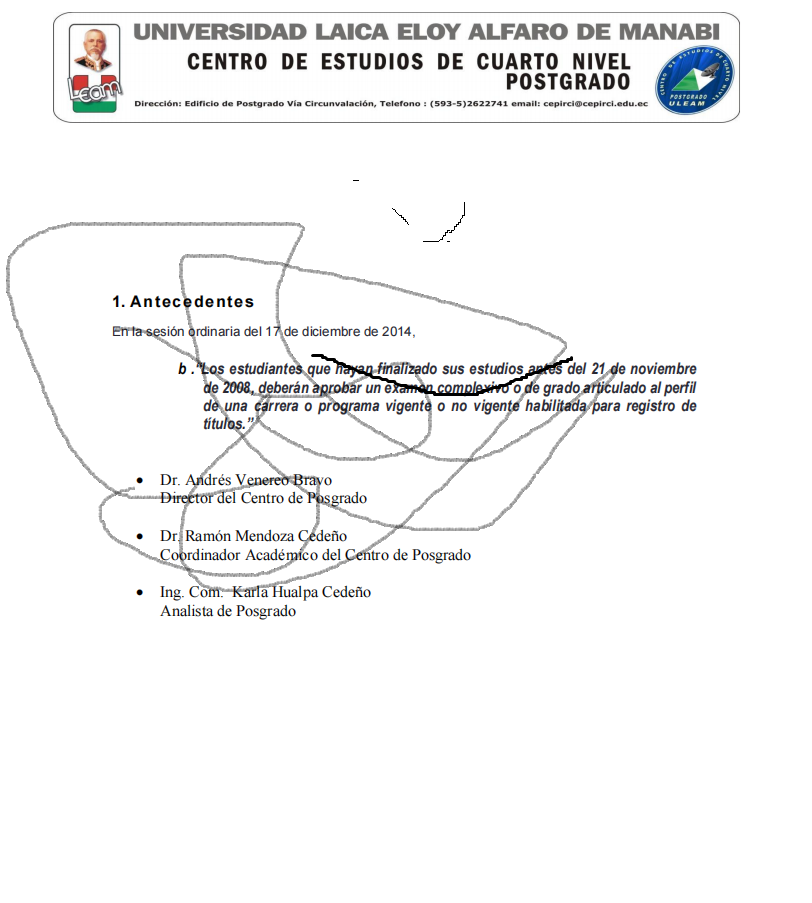 UNIVERSIDAD LAICA ELOY ALFARO DE MANABI
CENTRO DE ESTUDIOS DE CUARTO NIVEL
POSTGRADO
Dirección: Edificio de Postgrado Vía Circunvalación, Telefono : (593-5)2622741 email: cepirci@cepirci.edu.ec
Leam
CENTRO DE ESTUDIOS DE CUARTO NIVEL
POSTGRADO
ULEAM
1. Antecedentes
En la sesión ordinaria del 17 de diciembre de 2014,
b ."Los estudiantes que hayan finalizado sus estudios antes del 21 de noviembre
de 2008, deberán aprobar un examen complexivo o de grado articulado al perfil
de una carrera o programa vigente o no vigente habilitada para registro de
títulos."
• Dr. Andrés Venereo Bravo
Director del Centro de Posgrado
• Dr. Ramón Mendoza Cedeño
Coordinador Académico del Centro de Posgrado
• Ing. Com. Karla Hualpa Cedeño
Analista de Posgrado